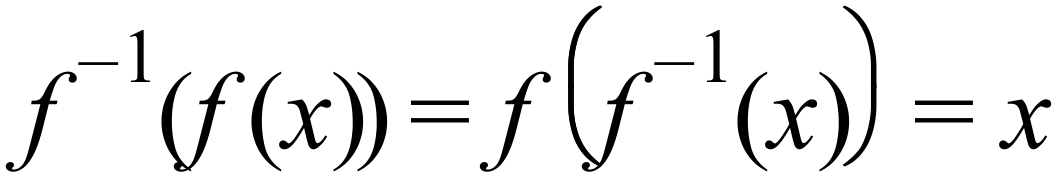 f⁻¹(f(x)) = f(f⁻¹(x)) = x